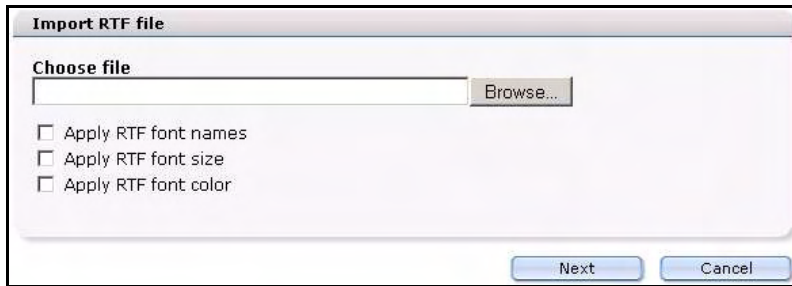 Import RTF file
Choose file
Browse...
Apply RTF font names
Apply RTF font size
Apply RTF font color
Next Cancel